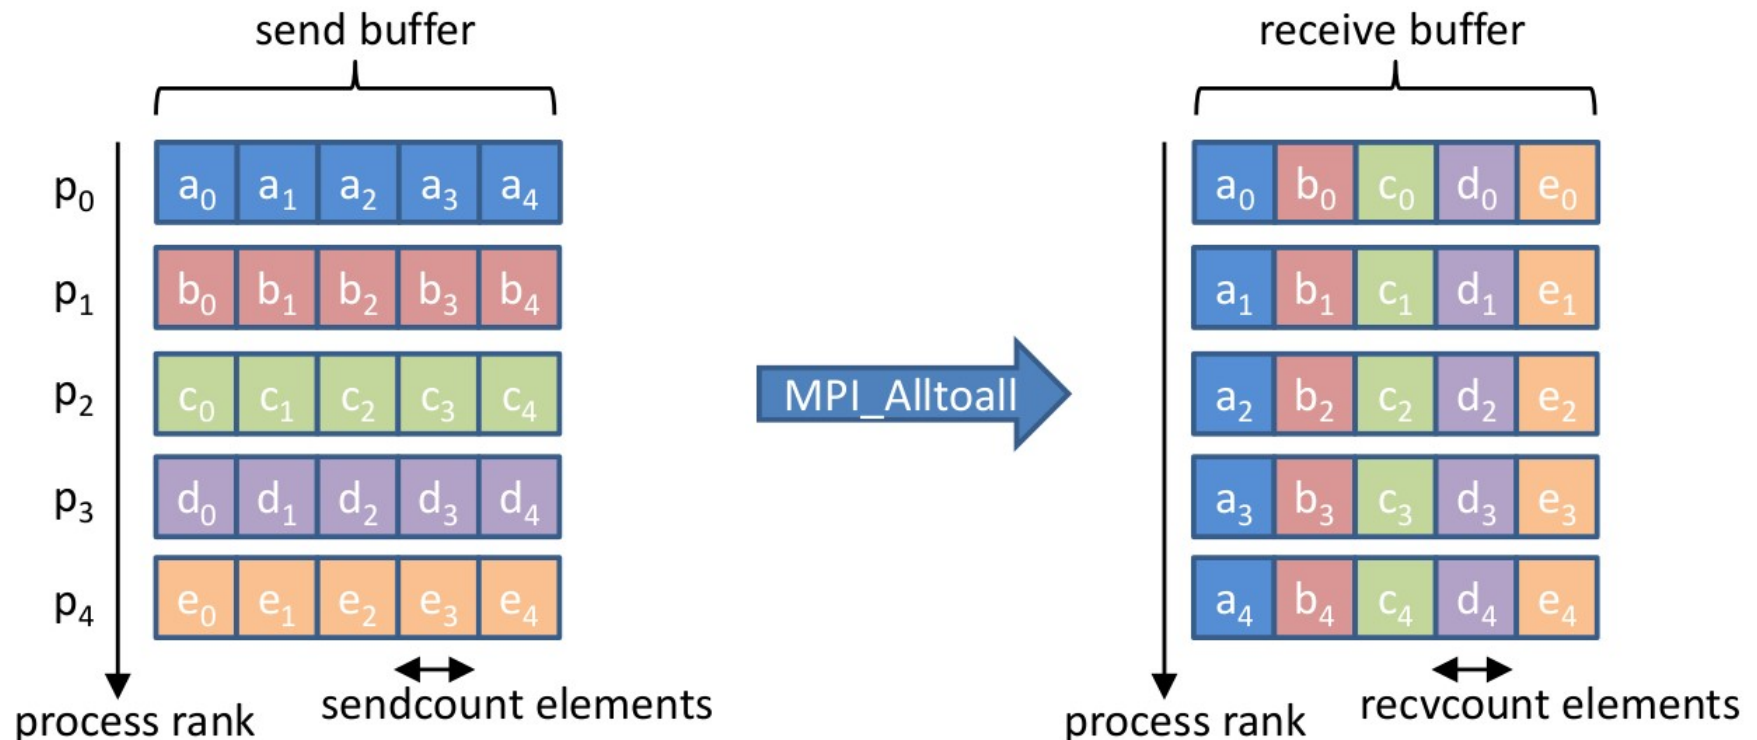 send buffer
receive buffer
p₀ a₀ a₁ a₂ a₃ a₄
a₀ b₀ c₀ d₀ e₀
p₁ b₀ b₁ b₂ b₃ b₄
a₁ b₁ c₁ d₁ e₁
p₂ c₀ c₁ c₂ c₃ c₄
MPI_Alltoall
a₂ b₂ c₂ d₂ e₂
p₃ d₀ d₁ d₂ d₃ d₄
a₃ b₃ c₃ d₃ e₃
p₄ e₀ e₁ e₂ e₃ e₄
a₄ b₄ c₄ d₄ e₄
process rank
sendcount elements
process rank
recvcount elements